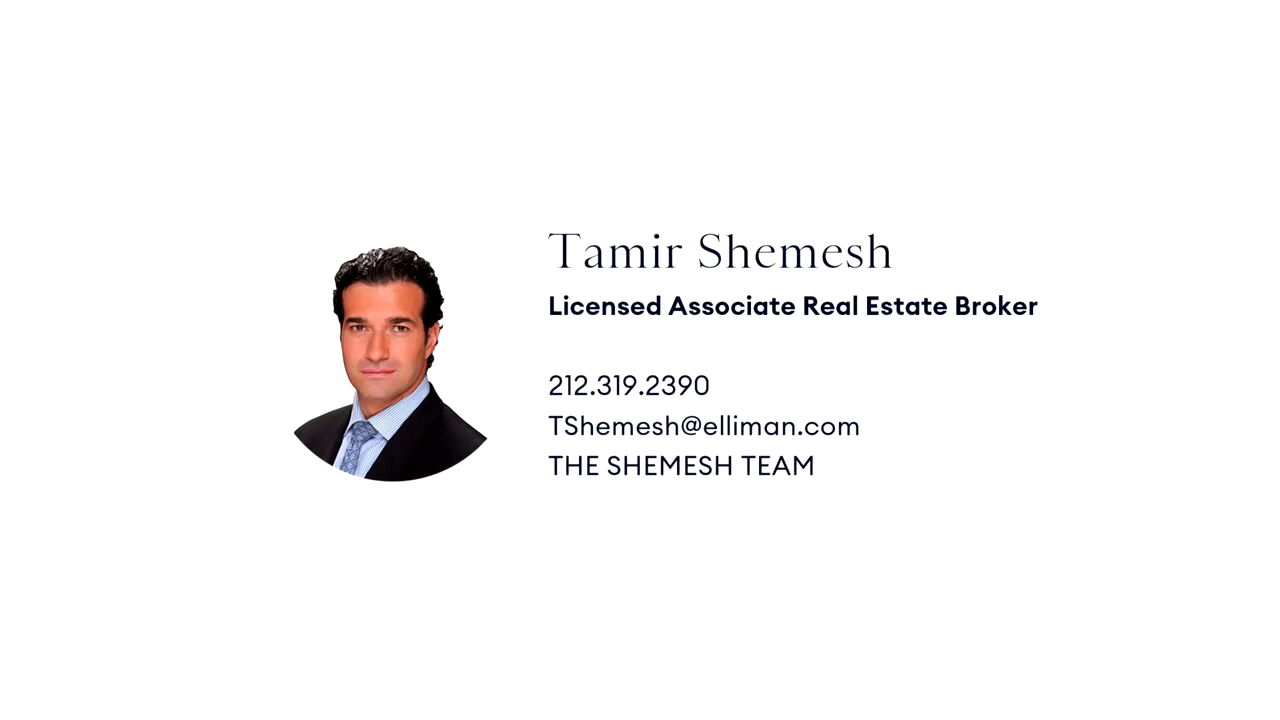 Tamir Shemesh
Licensed Associate Real Estate Broker
212.319.2390
TShemesh@elliman.com
THE SHEMESH TEAM